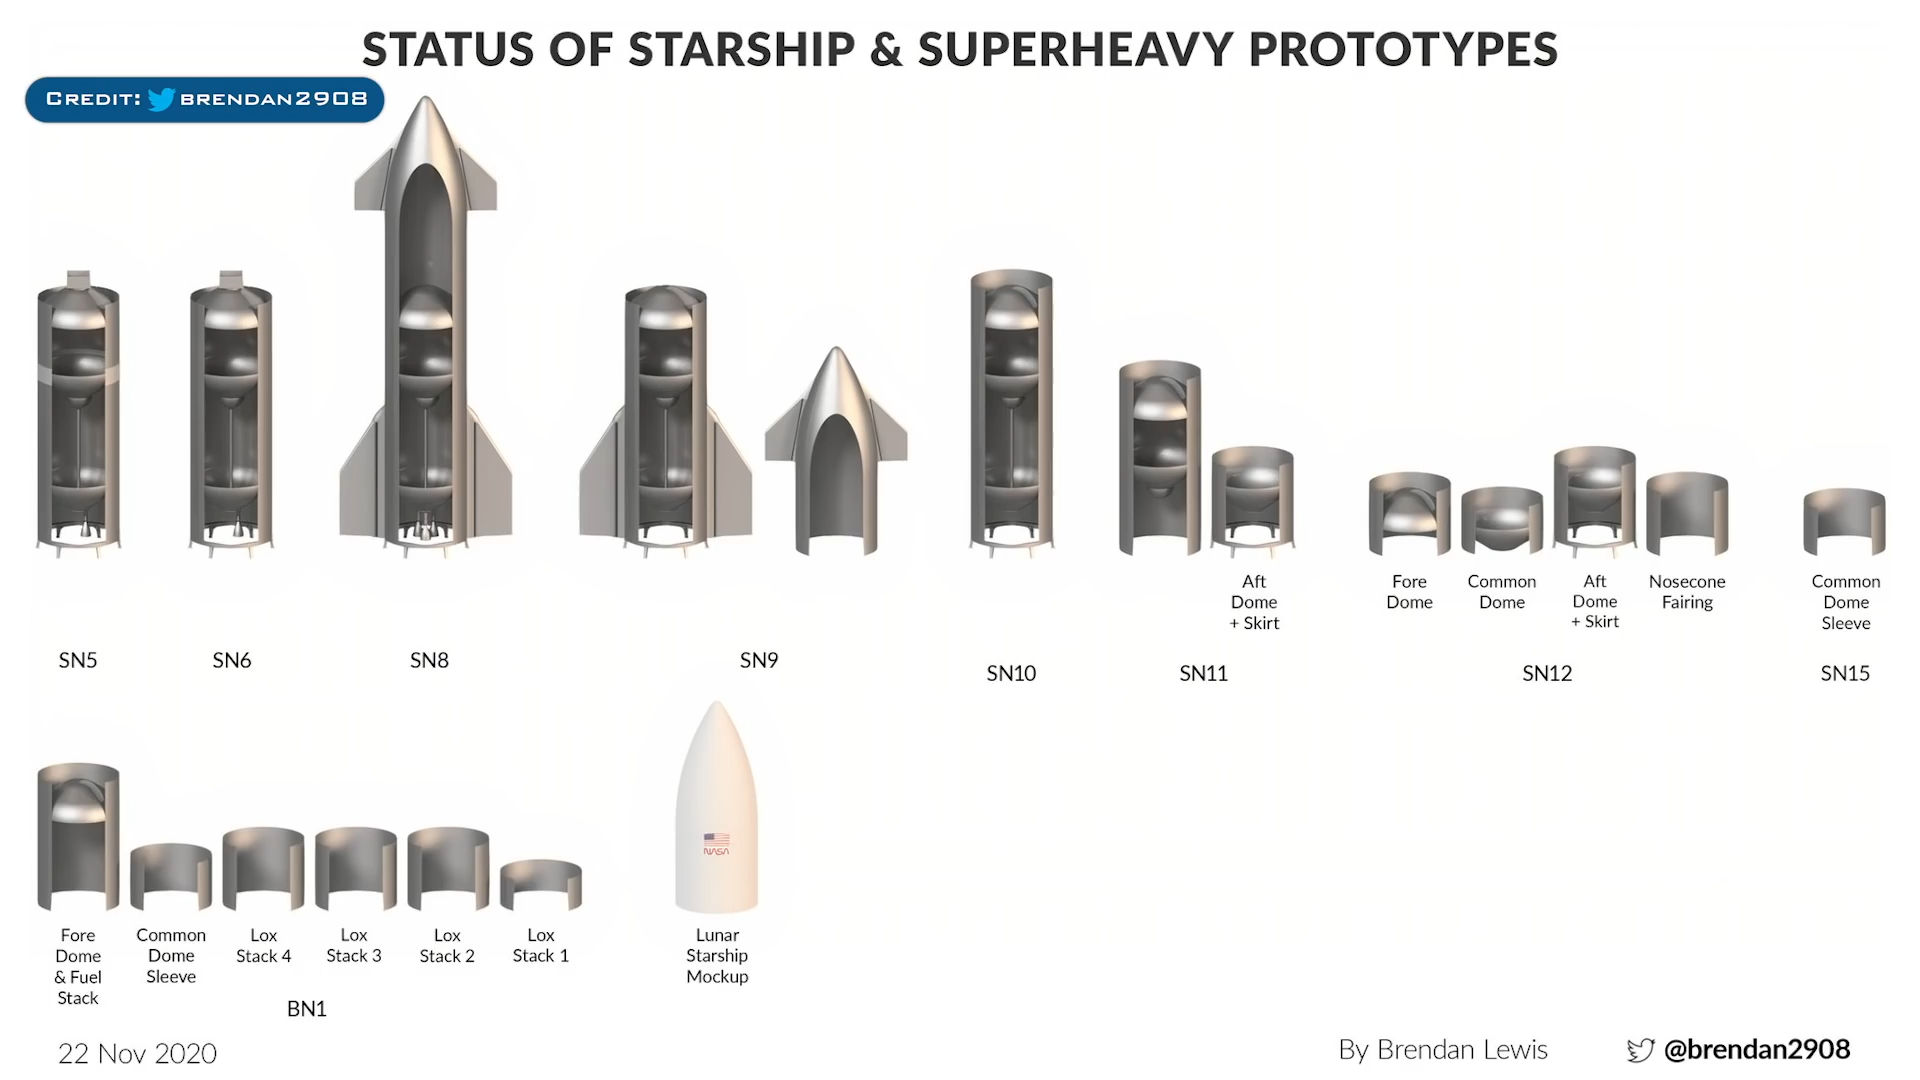 STATUS OF STARSHIP & SUPERHEAVY PROTOTYPES
CREDIT: BRENDAN2908
Aft
Dome
+ Skirt
Fore
Dome
Common
Dome
Aft
Dome
+ Skirt
Nosecone
Fairing
Common
Dome
Sleeve
SN5
SN6
SN8
SN9
SN10
SN11
SN12
SN15
NASA
Fore
Dome
& Fuel
Stack
Common
Dome
Sleeve
Lox
Stack 4
Lox
Stack 3
Lox
Stack 2
Lox
Stack 1
Lunar
Starship
Mockup
BN1
22 Nov 2020
By Brendan Lewis
@brendan2908